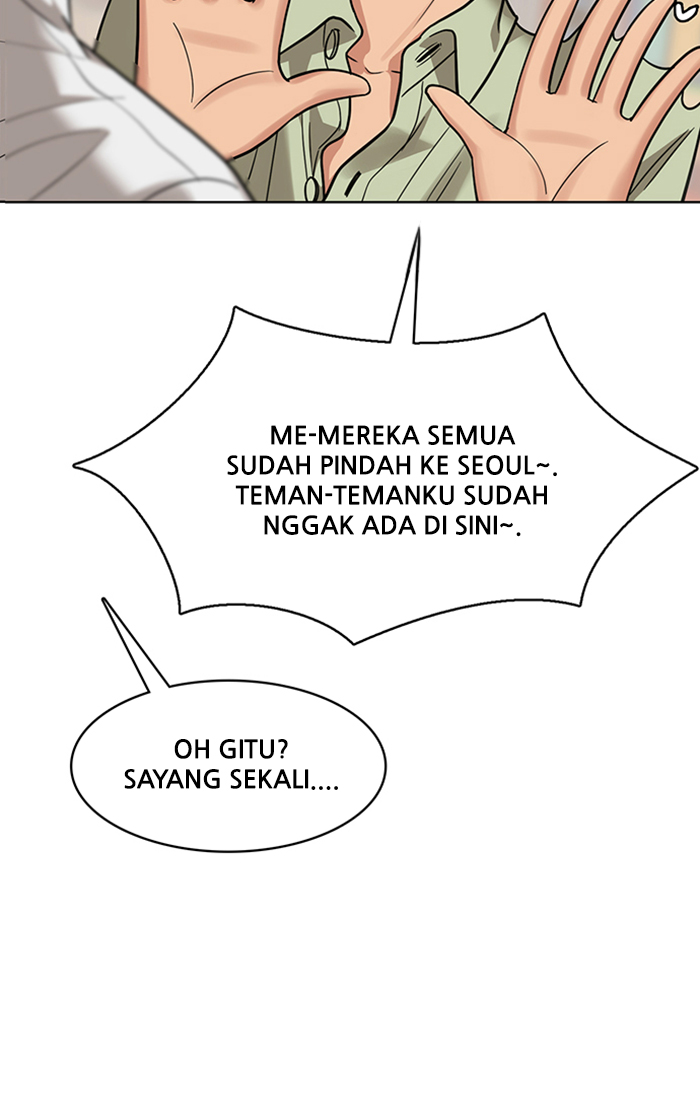 ME-MEREKA SEMUA
SUDAH PINDAH KE SEOUL~.
TEMAN-TEMANKU SUDAH
NGGAK ADA DI SINI~.
OH GITU?
SAYANG SEKALI....